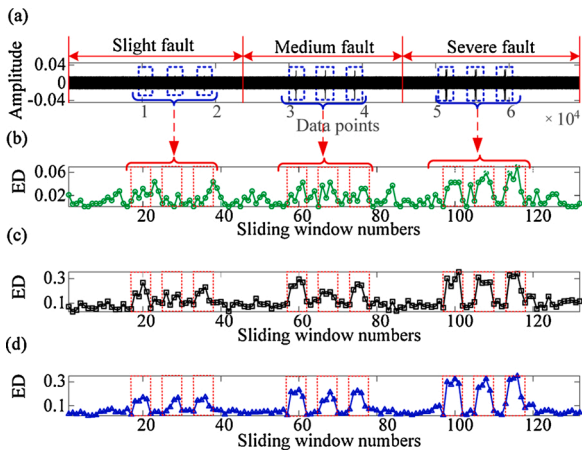 (a)
Slight fault Medium fault Severe fault
Amplitude
0.04
0
-0.04
1 2 3 4 5 6 × 10 4
Data points
(b)
ED
0.06
0.02
20 40 60 80 100 120
Sliding window numbers
(c)
ED
0.3
0.1
20 40 60 80 100 120
Sliding window numbers
(d)
ED
0.3
0.1
20 40 60 80 100 120
Sliding window numbers